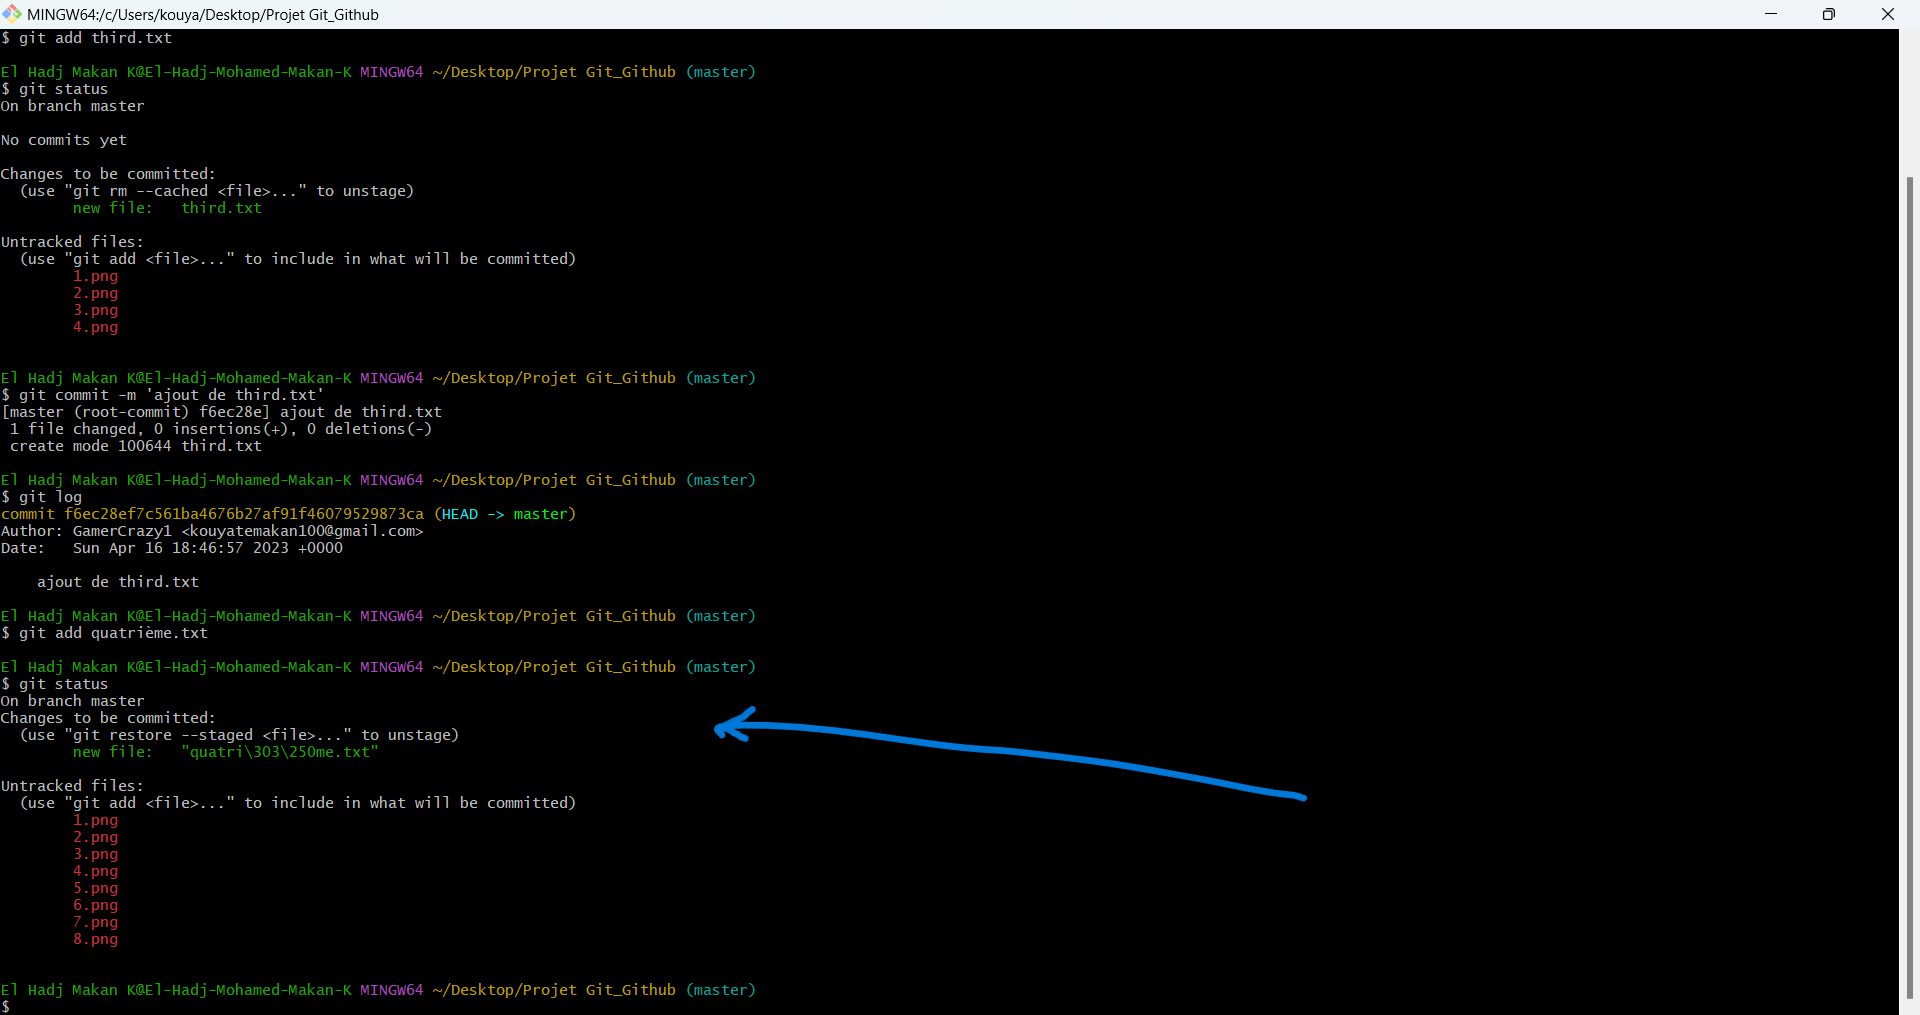 MINGW64:/c/Users/kouya/Desktop/Projet Git_Github
$ git add third.txt
El Hadj Makan K@El-Hadj-Mohamed-Makan-K MINGW64 ~/Desktop/Projet Git_Github (master)
$ git status
On branch master
No commits yet
Changes to be committed:
  (use "git rm --cached <file>..." to unstage)
        new file:   third.txt
Untracked files:
  (use "git add <file>..." to include in what will be committed)
        1.png
        2.png
        3.png
        4.png
El Hadj Makan K@El-Hadj-Mohamed-Makan-K MINGW64 ~/Desktop/Projet Git_Github (master)
$ git commit -m 'ajout de third.txt'
[master (root-commit) f6ec28e] ajout de third.txt
 1 file changed, 0 insertions(+), 0 deletions(-)
 create mode 100644 third.txt
El Hadj Makan K@El-Hadj-Mohamed-Makan-K MINGW64 ~/Desktop/Projet Git_Github (master)
$ git log
commit f6ec28ef7c561ba4676b27af91f46079529873ca (HEAD -> master)
Author: GamerCrazy1 <kouyatemakan100@gmail.com>
Date:   Sun Apr 16 18:46:57 2023 +0000
    ajout de third.txt
El Hadj Makan K@El-Hadj-Mohamed-Makan-K MINGW64 ~/Desktop/Projet Git_Github (master)
$ git add quatrième.txt
El Hadj Makan K@El-Hadj-Mohamed-Makan-K MINGW64 ~/Desktop/Projet Git_Github (master)
$ git status
On branch master
Changes to be committed:
  (use "git restore --staged <file>..." to unstage)
        new file:   "quatri\303\250me.txt"
Untracked files:
  (use "git add <file>..." to include in what will be committed)
        1.png
        2.png
        3.png
        4.png
        5.png
        6.png
        7.png
        8.png
El Hadj Makan K@El-Hadj-Mohamed-Makan-K MINGW64 ~/Desktop/Projet Git_Github (master)
$